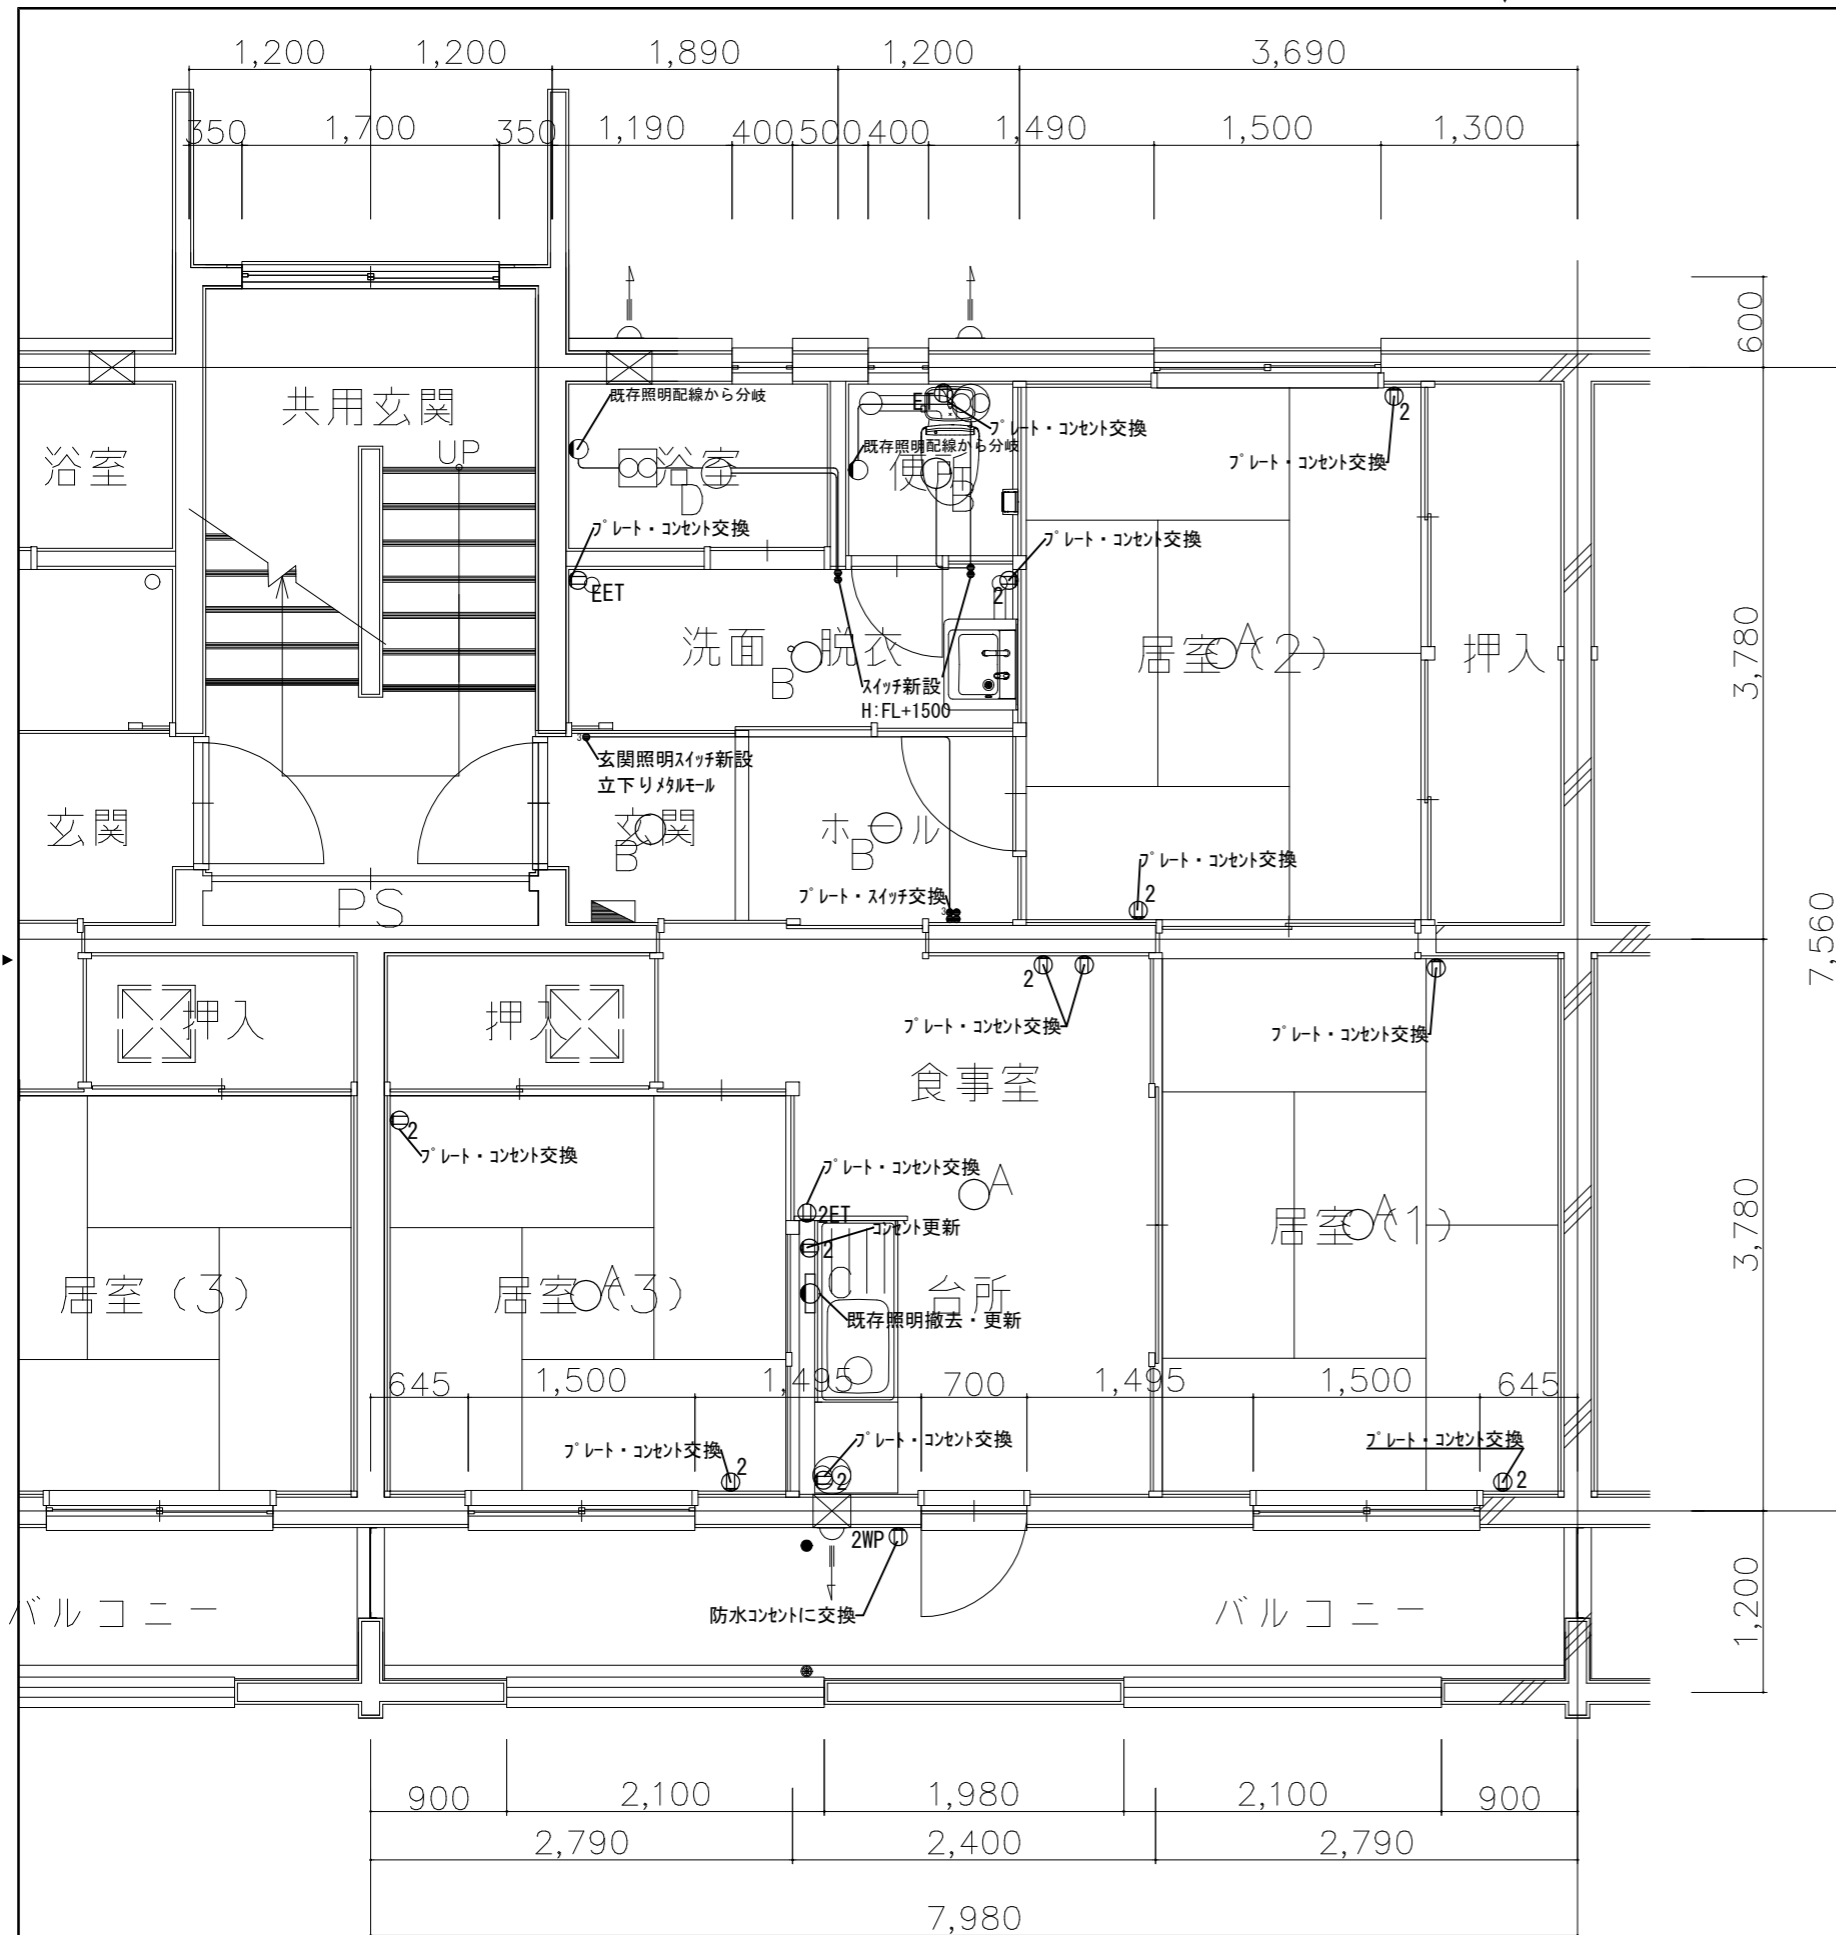 1,200 1,200 1,890 1,200 3,690
350 1,700 350 1,190 400 500 400 1,490 1,500 1,300
600
共用玄関
UP
浴室
既存照明配線から分岐
浴室
D
プレート・コンセント交換
EET
プレート・コンセント交換
既存照明配線から分岐
便所
B
2
プレート・コンセント交換
プレート・コンセント交換
2
洗面・脱衣
B
スイッチ新設
H:FL+1500
居室(2)
A
押入
3,780
3
玄関照明スイッチ新設
立下りメタルモール
玄関
玄関
B
ホール
B
プレート・スイッチ交換
3
プレート・コンセント交換
2
PS
7,560
押入
押入
2
プレート・コンセント交換
プレート・コンセント交換
食事室
2
プレート・コンセント交換
プレート・コンセント交換
2ET
A
コンセント更新
2
C
台所
既存照明撤去・更新
居室(1)
A
居室(3)
居室(3)
A
3,780
645 1,500 1,495 700 1,495 1,500 645
プレート・コンセント交換
2
プレート・コンセント交換
2
プレート・コンセント交換
2
2WP
防水コンセントに交換
バルコニー
バルコニー
1,200
900 2,100 1,980 2,100 900
2,790 2,400 2,790
7,980